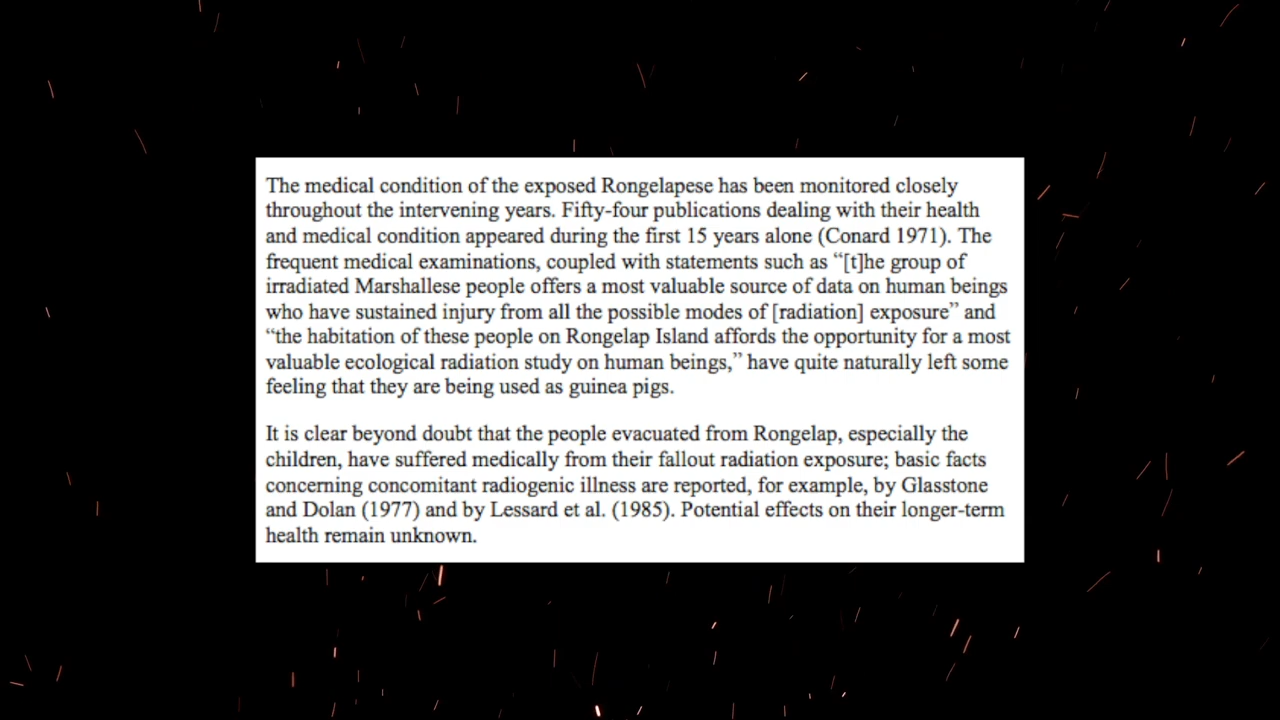 The medical condition of the exposed Rongelapese has been monitored closely
throughout the intervening years. Fifty-four publications dealing with their health
and medical condition appeared during the first 15 years alone (Conard 1971). The
frequent medical examinations, coupled with statements such as “[t]he group of
irradiated Marshallese people offers a most valuable source of data on human beings
who have sustained injury from all the possible modes of [radiation] exposure” and
“the habitation of these people on Rongelap Island affords the opportunity for a most
valuable ecological radiation study on human beings,” have quite naturally left some
feeling that they are being used as guinea pigs.
It is clear beyond doubt that the people evacuated from Rongelap, especially the
children, have suffered medically from their fallout radiation exposure; basic facts
concerning concomitant radiogenic illness are reported, for example, by Glasstone
and Dolan (1977) and by Lessard et al. (1985). Potential effects on their longer-term
health remain unknown.